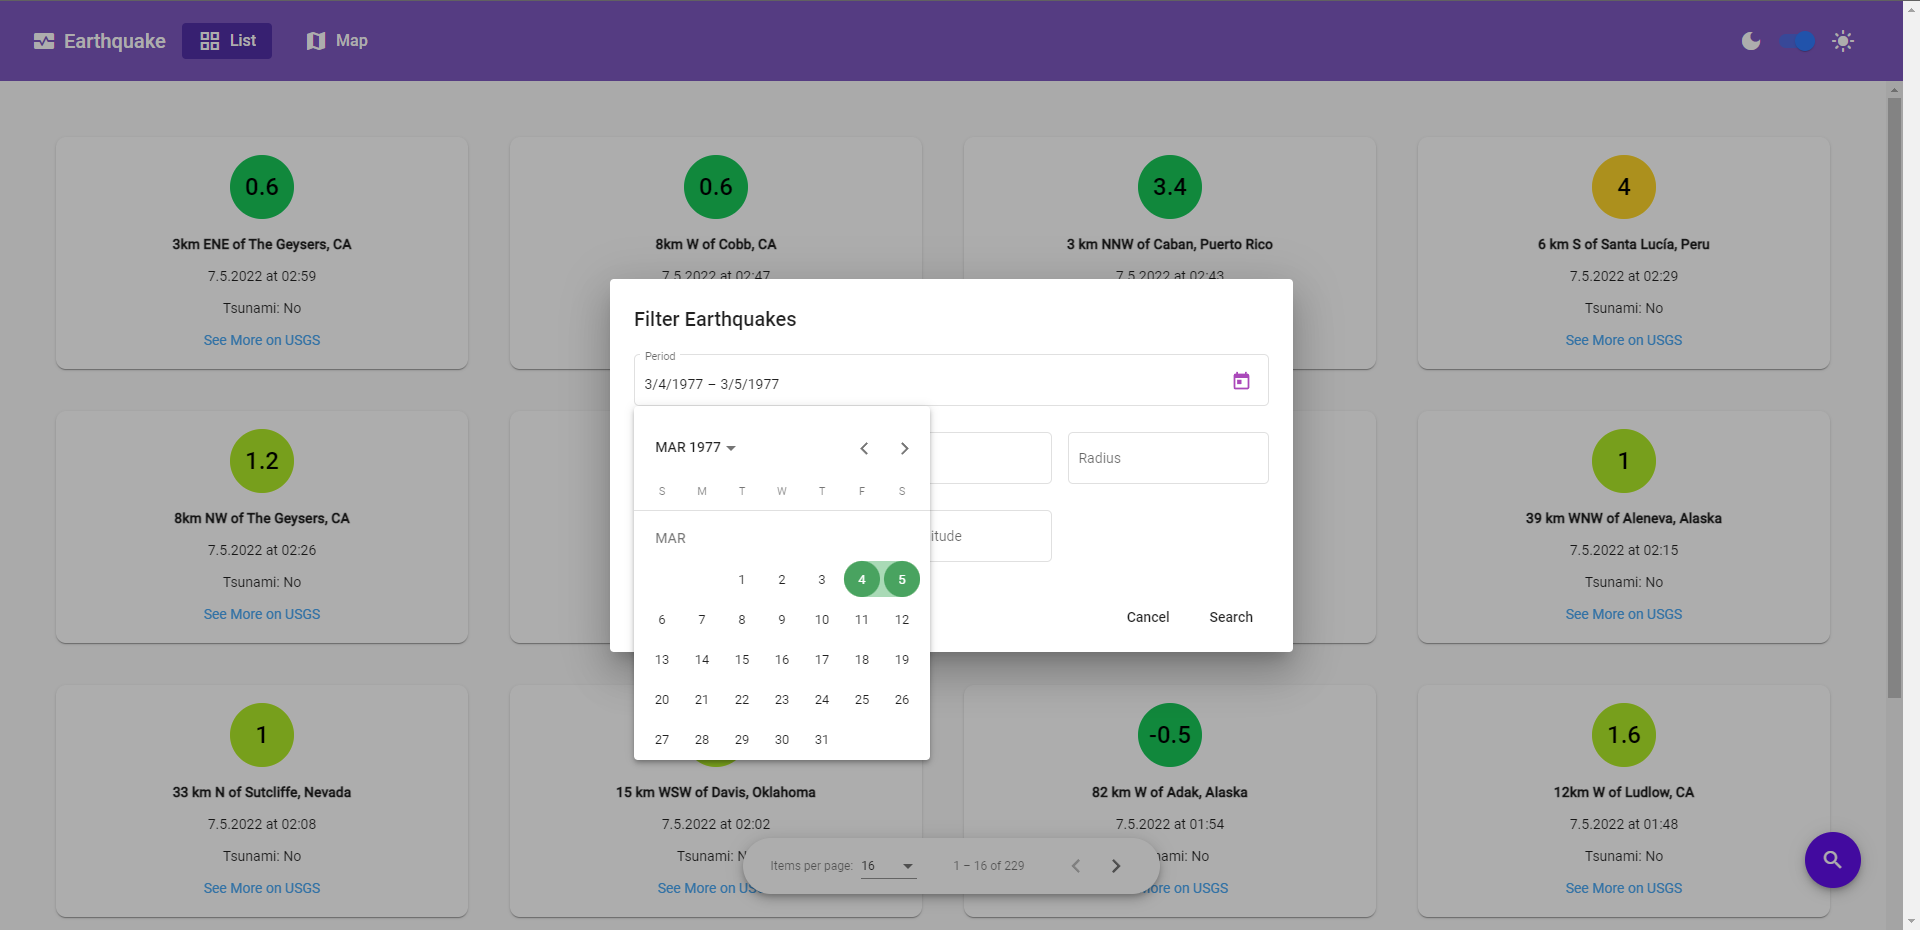 Earthquake List Map
0.6
3km ENE of The Geysers, CA
7.5.2022 at 02:59
Tsunami: No
See More on USGS
0.6
8km W of Cobb, CA
7.5.2022 at 02:47
3.4
3 km NNW of Caban, Puerto Rico
7.5.2022 at 02:43
4
6 km S of Santa Lucía, Peru
7.5.2022 at 02:29
Tsunami: No
See More on USGS
Filter Earthquakes
Period
3/4/1977 – 3/5/1977
Radius
itude
Cancel Search
MAR 1977
S M T W T F S
MAR
1 2 3 4 5
6 7 8 9 10 11 12
13 14 15 16 17 18 19
20 21 22 23 24 25 26
27 28 29 30 31
1.2
8km NW of The Geysers, CA
7.5.2022 at 02:26
Tsunami: No
See More on USGS
1
39 km WNW of Aleneva, Alaska
7.5.2022 at 02:15
Tsunami: No
See More on USGS
1
33 km N of Sutcliffe, Nevada
7.5.2022 at 02:08
Tsunami: No
See More on USGS
15 km WSW of Davis, Oklahoma
7.5.2022 at 02:02
Tsunami: N
See More on US
-0.5
82 km W of Adak, Alaska
7.5.2022 at 01:54
ami: No
ore on USGS
1.6
12km W of Ludlow, CA
7.5.2022 at 01:48
Tsunami: No
See More on USGS
Items per page: 16 1 – 16 of 229